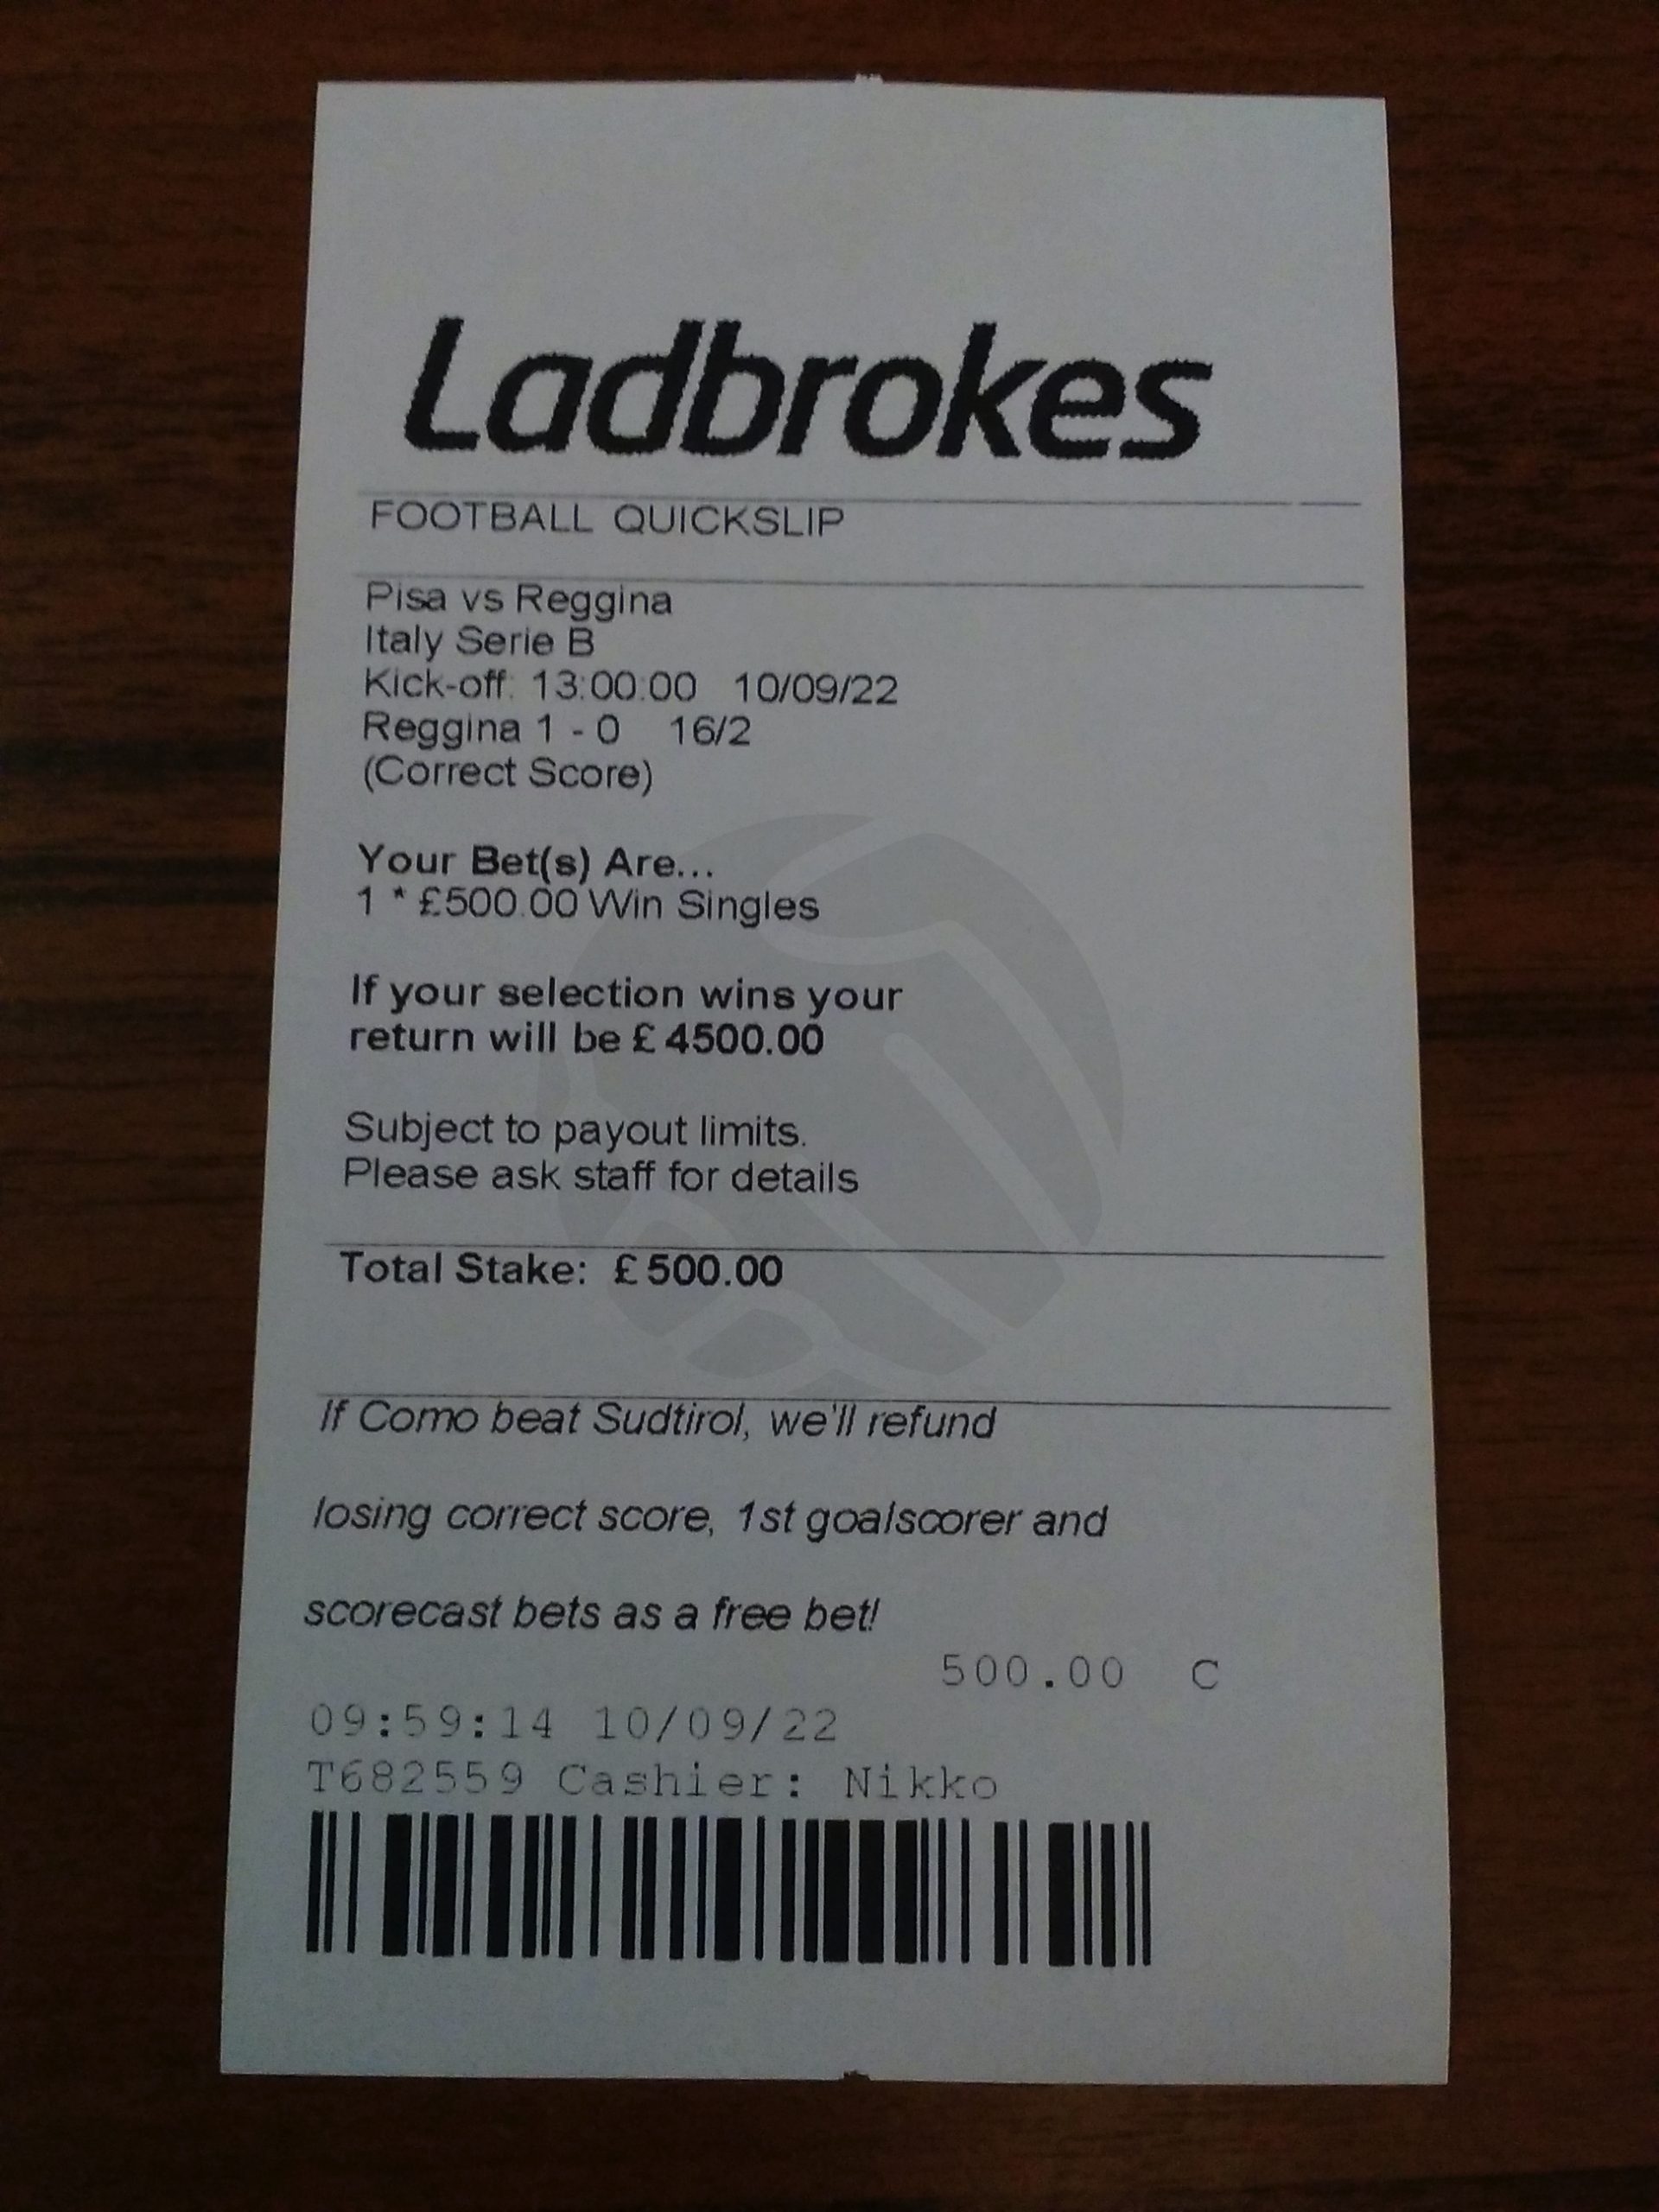 Ladbrokes
FOOTBALL QUICKSLIP
Pisa vs Reggina
Italy Serie B
Kick-off: 13:00:00 10/09/22
Reggina 1 - 0 16/2
(Correct Score)
Your Bet(s) Are...
1 * £500.00 Win Singles
If your selection wins your
return will be £ 4500.00
Subject to payout limits.
Please ask staff for details
Total Stake: £ 500.00
If Como beat Sudtirol, we'll refund
losing correct score, 1st goalscorer and
scorecast bets as a free bet!
500.00 C
09:59:14 10/09/22
T682559 Cashier: Nikko